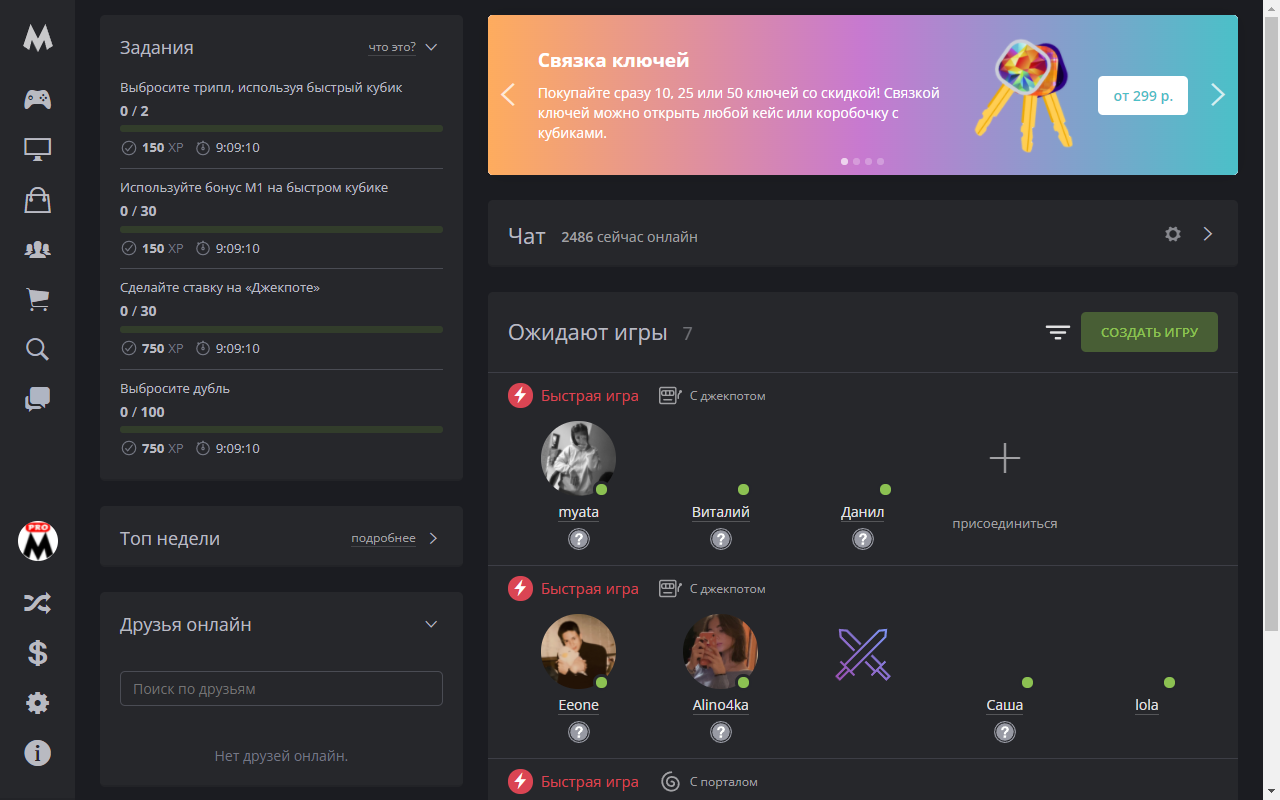 Задания
что это?
Выбросите трипл, используя быстрый кубик
0 / 2
150 XP 9:09:10
Используйте бонус М1 на быстром кубике
0 / 30
150 XP 9:09:10
Сделайте ставку на «Джекпоте»
0 / 30
750 XP 9:09:10
Выбросите дубль
0 / 100
750 XP 9:09:10
Топ недели
подробнее
Друзья онлайн
Поиск по друзьям
Нет друзей онлайн.
PRO
Связка ключей
Покупайте сразу 10, 25 или 50 ключей со скидкой! Связкой
ключей можно открыть любой кейс или коробочку с
кубиками.
от 299 р.
Чат 2486 сейчас онлайн
Ожидают игры 7
СОЗДАТЬ ИГРУ
Быстрая игра С джекпотом
myata Виталий Данил присоединиться
? ? ?
Быстрая игра С джекпотом
Eeone Alino4ka Саша lola
? ? ?
Быстрая игра С порталом